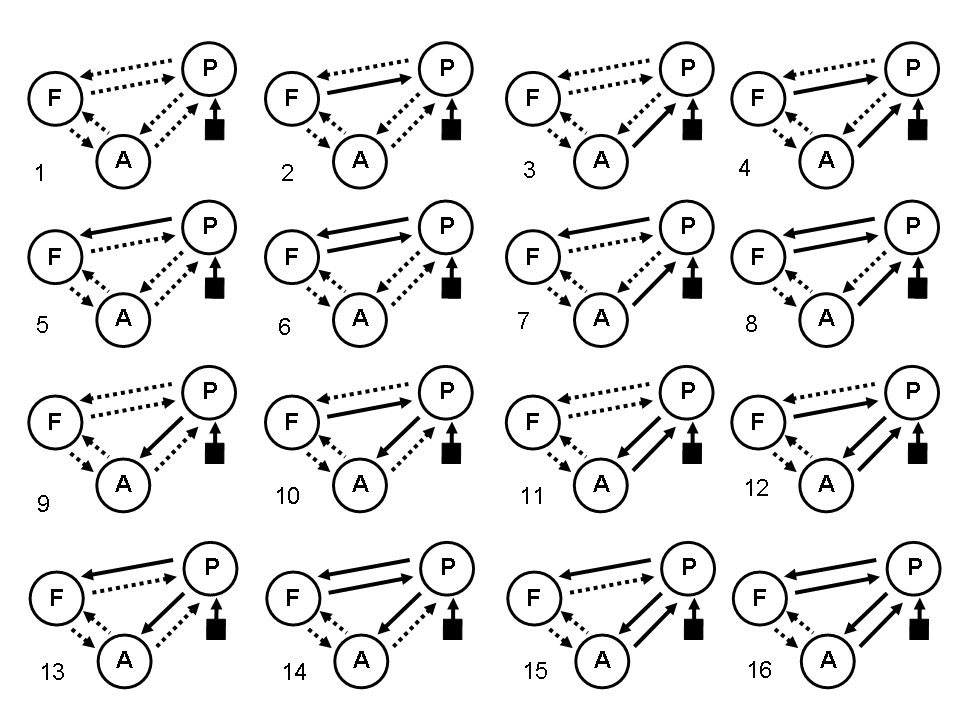 F P A 1
F P A 2
F P A 3
F P A 4
F P A 5
F P A 6
F P A 7
F P A 8
F P A 9
F P A 10
F P A 11
F P A 12
F P A 13
F P A 14
F P A 15
F P A 16